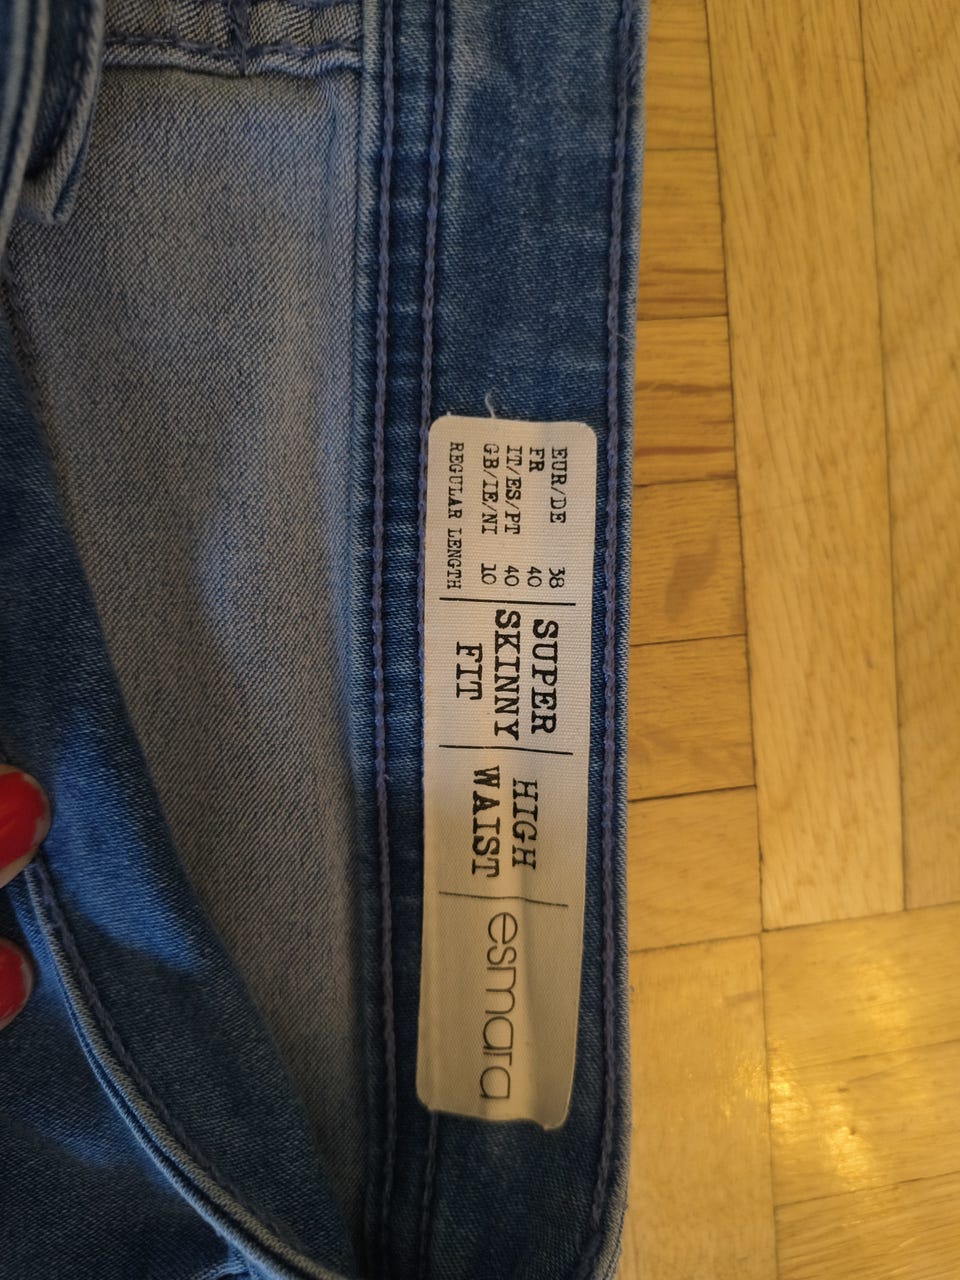 EUR/DE 38
FR 40
IT/ES/PT 40
GB/IE/NI 10
REGULAR LENGTH
SUPER
SKINNY
FIT
HIGH
WAIST
esmara